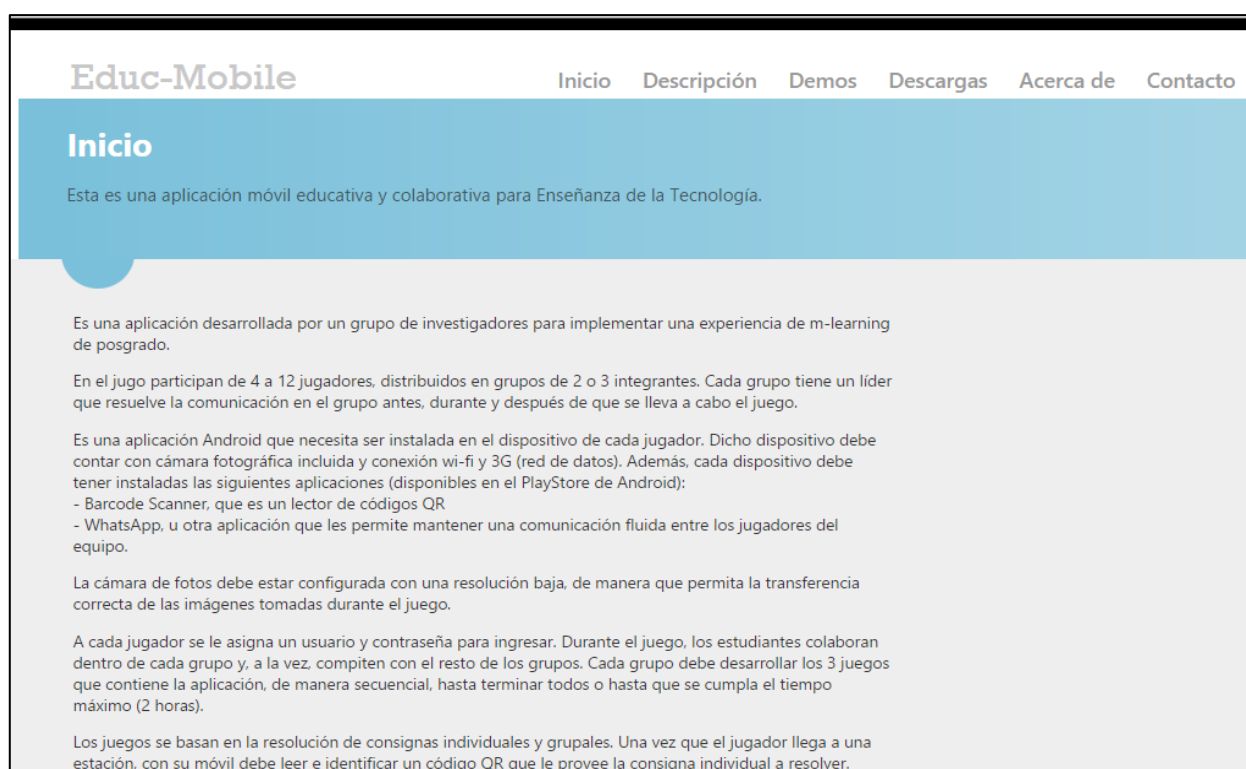 Educ-Mobile
Inicio Descripción Demos Descargas Acerca de Contacto
Inicio
Esta es una aplicación móvil educativa y colaborativa para Enseñanza de la Tecnología.
Es una aplicación desarrollada por un grupo de investigadores para implementar una experiencia de m-learning
de posgrado.
En el jugo participan de 4 a 12 jugadores, distribuidos en grupos de 2 o 3 integrantes. Cada grupo tiene un líder
que resuelve la comunicación en el grupo antes, durante y después de que se lleva a cabo el juego.
Es una aplicación Android que necesita ser instalada en el dispositivo de cada jugador. Dicho dispositivo debe
contar con cámara fotográfica incluida y conexión wi-fi y 3G (red de datos). Además, cada dispositivo debe
tener instaladas las siguientes aplicaciones (disponibles en el PlayStore de Android):
- Barcode Scanner, que es un lector de códigos QR
- WhatsApp, u otra aplicación que les permite mantener una comunicación fluida entre los jugadores del
equipo.
La cámara de fotos debe estar configurada con una resolución baja, de manera que permita la transferencia
correcta de las imágenes tomadas durante el juego.
A cada jugador se le asigna un usuario y contraseña para ingresar. Durante el juego, los estudiantes colaboran
dentro de cada grupo y, a la vez, compiten con el resto de los grupos. Cada grupo debe desarrollar los 3 juegos
que contiene la aplicación, de manera secuencial, hasta terminar todos o hasta que se cumpla el tiempo
máximo (2 horas).
Los juegos se basan en la resolución de consignas individuales y grupales. Una vez que el jugador llega a una
estación, con su móvil debe leer e identificar un código QR que le provee la consigna individual a resolver.